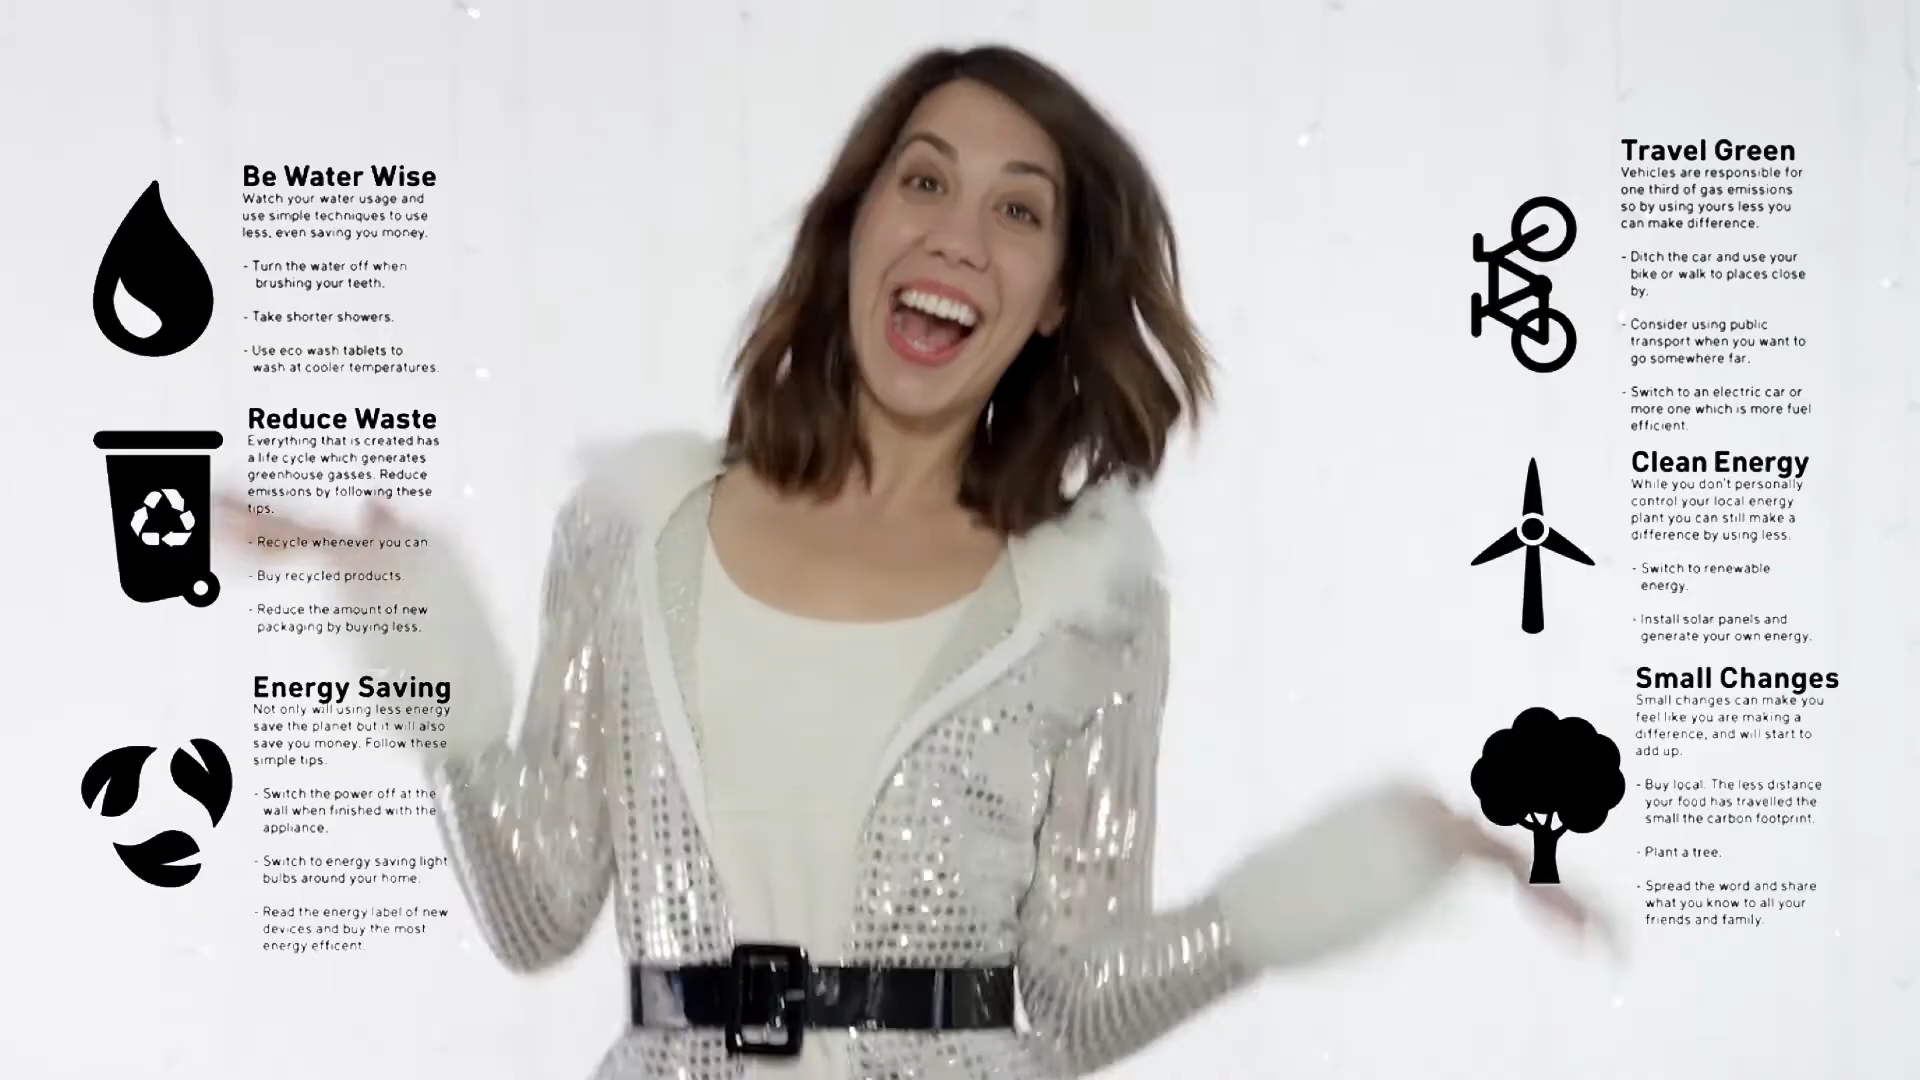 Be Water Wise
Watch your water usage and
use simple techniques to use
less, even saving you money.
- Turn the water off when
brushing your teeth.
- Take shorter showers.
- Use eco wash tablets to
wash at cooler temperatures.
Reduce Waste
Everything that is created has
a life cycle which generates
greenhouse gasses. Reduce
emissions by following these
tips.
- Recycle whenever you can.
- Buy recycled products.
- Reduce the amount of new
packaging by buying less.
Energy Saving
Not only will using less energy
save the planet but it will also
save you money. Follow these
simple tips.
- Switch the power off at the
wall when finished with the
appliance.
- Switch to energy saving light
bulbs around your home.
- Read the energy label of new
devices and buy the most
energy efficent.
Travel Green
Vehicles are responsible for
one third of gas emissions
so by using yours less you
can make difference.
- Ditch the car and use your
bike or walk to places close
by.
- Consider using public
transport when you want to
go somewhere far.
- Switch to an electric car or
more one which is more fuel
efficient.
Clean Energy
While you don't personally
control your local energy
plant you can still make a
difference by using less.
- Switch to renewable
energy.
- Install solar panels and
generate your own energy.
Small Changes
Small changes can make you
feel like you are making a
difference, and will start to
add up.
- Buy local. The less distance
your food has travelled the
small the carbon footprint.
- Plant a tree.
- Spread the word and share
what you know to all your
friends and family.